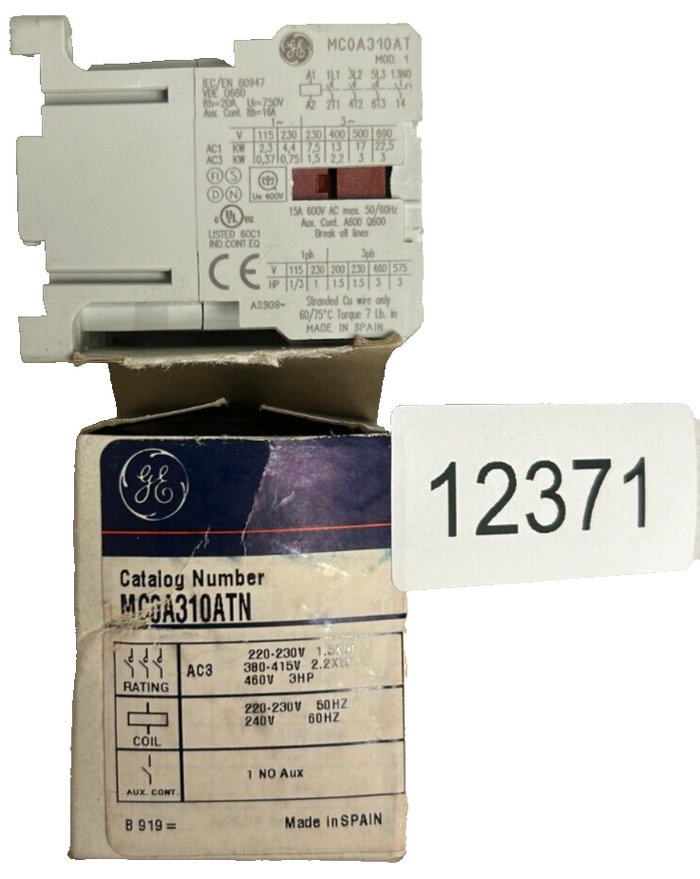 GE MC0A310AT
MOD. 1
IEC/EN 60947
VDE 0660
Ith=20A Ui=750V
Aux. Cont. Ith=16A
A1 1L1 3L2 5L3 13NO
A2 2T1 4T2 6T3 14
1~ 3~
V 115 230 230 400 500 690
AC1 KW 2,3 4,4 7,5 13 17 22,5
AC3 KW 0,37 0,75 1,5 2,2 3 3
FI S
D N
Ue 400V
15A 600V AC max. 50/60Hz
Aux. Cont. A600 Q600
Break all lines
c UL us
LISTED 60C1
IND.CONT.EQ
CE
1ph 3ph
V 115 230 200 230 460 575
HP 1/3 1 1.5 1.5 3 3
AS908=
Stranded Cu wire only
60/75°C Torque 7 Lb. in
MADE IN SPAIN
12371
GE
Catalog Number
MC0A310ATN
RATING AC3
220-230V
380-415V 2.2KW
460V 3HP
COIL
220-230V 50HZ
240V 60HZ
AUX. CONT.
1 NO Aux
B 919 =
Made in SPAIN